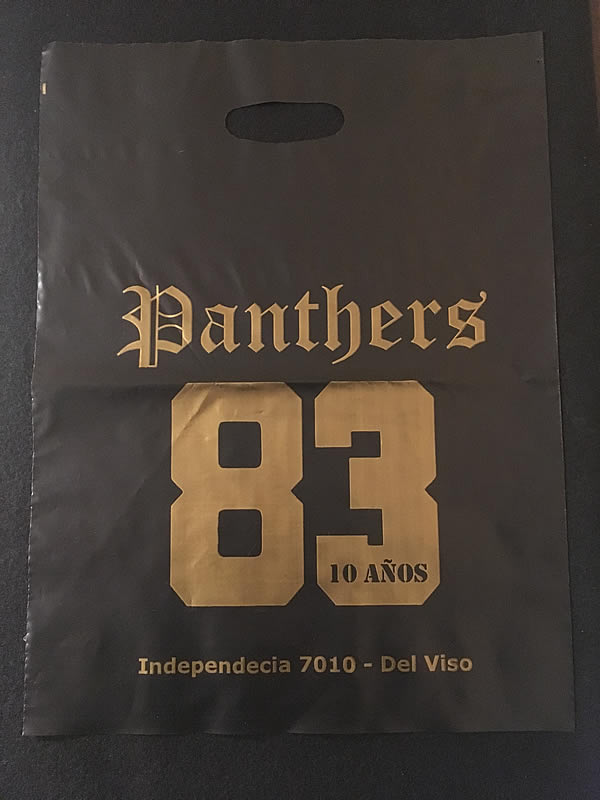 Panthers
83
10 AÑOS
Independecia 7010 - Del Viso